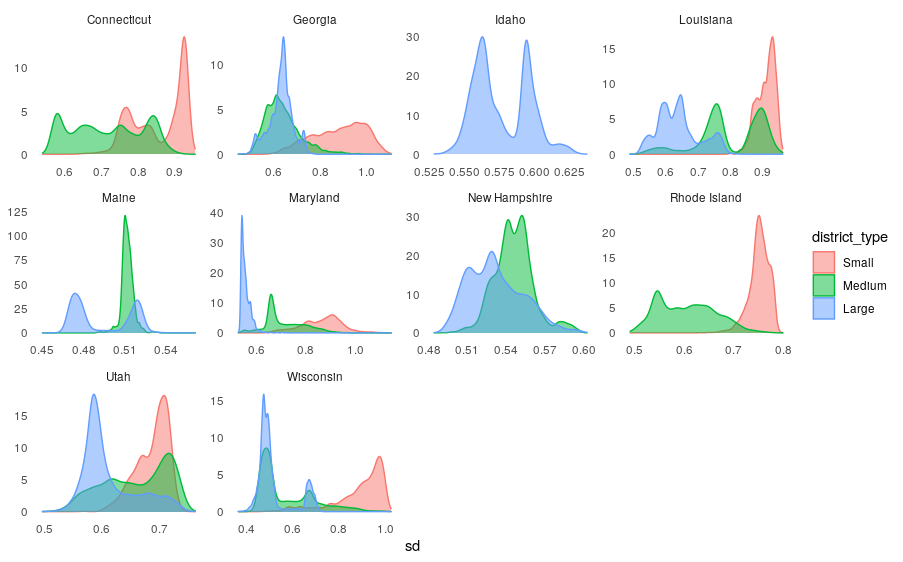 Connecticut
Georgia
Idaho
Louisiana
10
5
0
0.6 0.7 0.8 0.9
10
5
0
0.6 0.8 1.0
30
20
10
0
0.525 0.550 0.575 0.600 0.625
15
10
5
0
0.5 0.6 0.7 0.8 0.9
Maine
Maryland
New Hampshire
Rhode Island
125
100
75
50
25
0
0.45 0.48 0.51 0.54
40
30
20
10
0
0.6 0.8 1.0
30
20
10
0
0.48 0.51 0.54 0.57 0.60
20
15
10
5
0
0.5 0.6 0.7 0.8
district_type
Small
Medium
Large
Utah
Wisconsin
15
10
5
0
0.5 0.6 0.7
15
10
5
0
0.4 0.6 0.8 1.0
sd